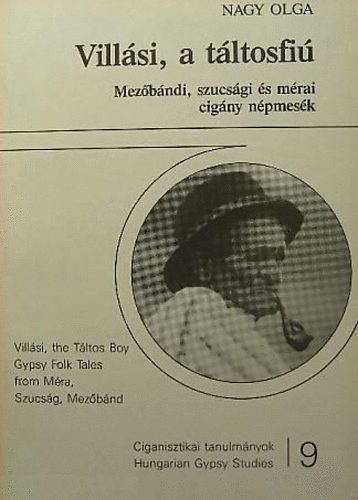 NAGY OLGA
Villási, a táltosfiú
Mezőbándi, szucsági és mérai
cigány népmesék
Villási, the Táltos Boy
Gypsy Folk Tales
from Méra,
Szucság, Mezőbánd
Ciganisztikai tanulmányok
Hungarian Gypsy Studies
9